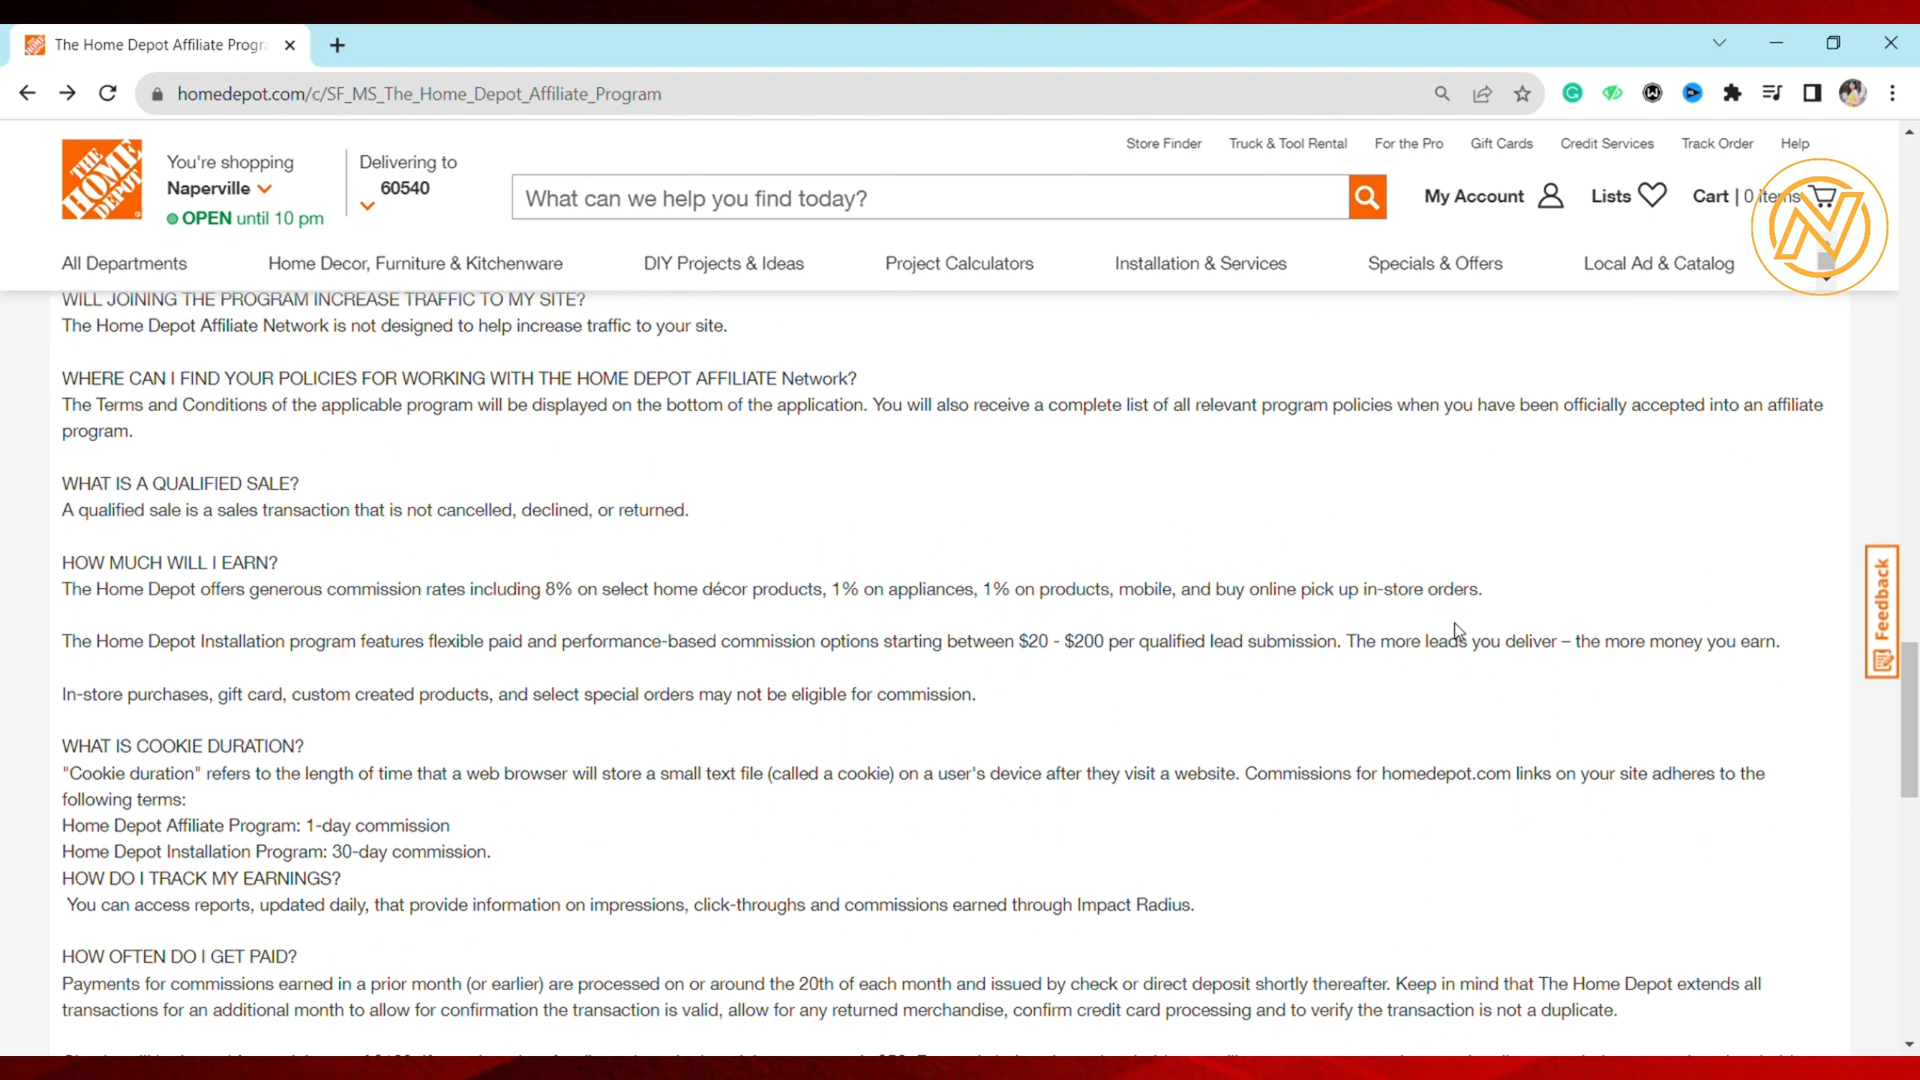 The Home Depot Affiliate Progra
homedepot.com/c/SF_MS_The_Home_Depot_Affiliate_Program
Store Finder Truck & Tool Rental For the Pro Gift Cards Credit Services Track Order Help
THE HOME DEPOT
You're shopping
Naperville
OPEN until 10 pm
Delivering to
60540
What can we help you find today?
My Account Lists Cart | 0 items
All Departments Home Decor, Furniture & Kitchenware DIY Projects & Ideas Project Calculators Installation & Services Specials & Offers Local Ad & Catalog
WILL JOINING THE PROGRAM INCREASE TRAFFIC TO MY SITE?
The Home Depot Affiliate Network is not designed to help increase traffic to your site.
WHERE CAN I FIND YOUR POLICIES FOR WORKING WITH THE HOME DEPOT AFFILIATE Network?
The Terms and Conditions of the applicable program will be displayed on the bottom of the application. You will also receive a complete list of all relevant program policies when you have been officially accepted into an affiliate
program.
WHAT IS A QUALIFIED SALE?
A qualified sale is a sales transaction that is not cancelled, declined, or returned.
HOW MUCH WILL I EARN?
The Home Depot offers generous commission rates including 8% on select home décor products, 1% on appliances, 1% on products, mobile, and buy online pick up in-store orders.
The Home Depot Installation program features flexible paid and performance-based commission options starting between $20 - $200 per qualified lead submission. The more leads you deliver – the more money you earn.
In-store purchases, gift card, custom created products, and select special orders may not be eligible for commission.
WHAT IS COOKIE DURATION?
"Cookie duration" refers to the length of time that a web browser will store a small text file (called a cookie) on a user's device after they visit a website. Commissions for homedepot.com links on your site adheres to the
following terms:
Home Depot Affiliate Program: 1-day commission
Home Depot Installation Program: 30-day commission.
HOW DO I TRACK MY EARNINGS?
You can access reports, updated daily, that provide information on impressions, click-throughs and commissions earned through Impact Radius.
HOW OFTEN DO I GET PAID?
Payments for commissions earned in a prior month (or earlier) are processed on or around the 20th of each month and issued by check or direct deposit shortly thereafter. Keep in mind that The Home Depot extends all
transactions for an additional month to allow for confirmation the transaction is valid, allow for any returned merchandise, confirm credit card processing and to verify the transaction is not a duplicate.
Feedback